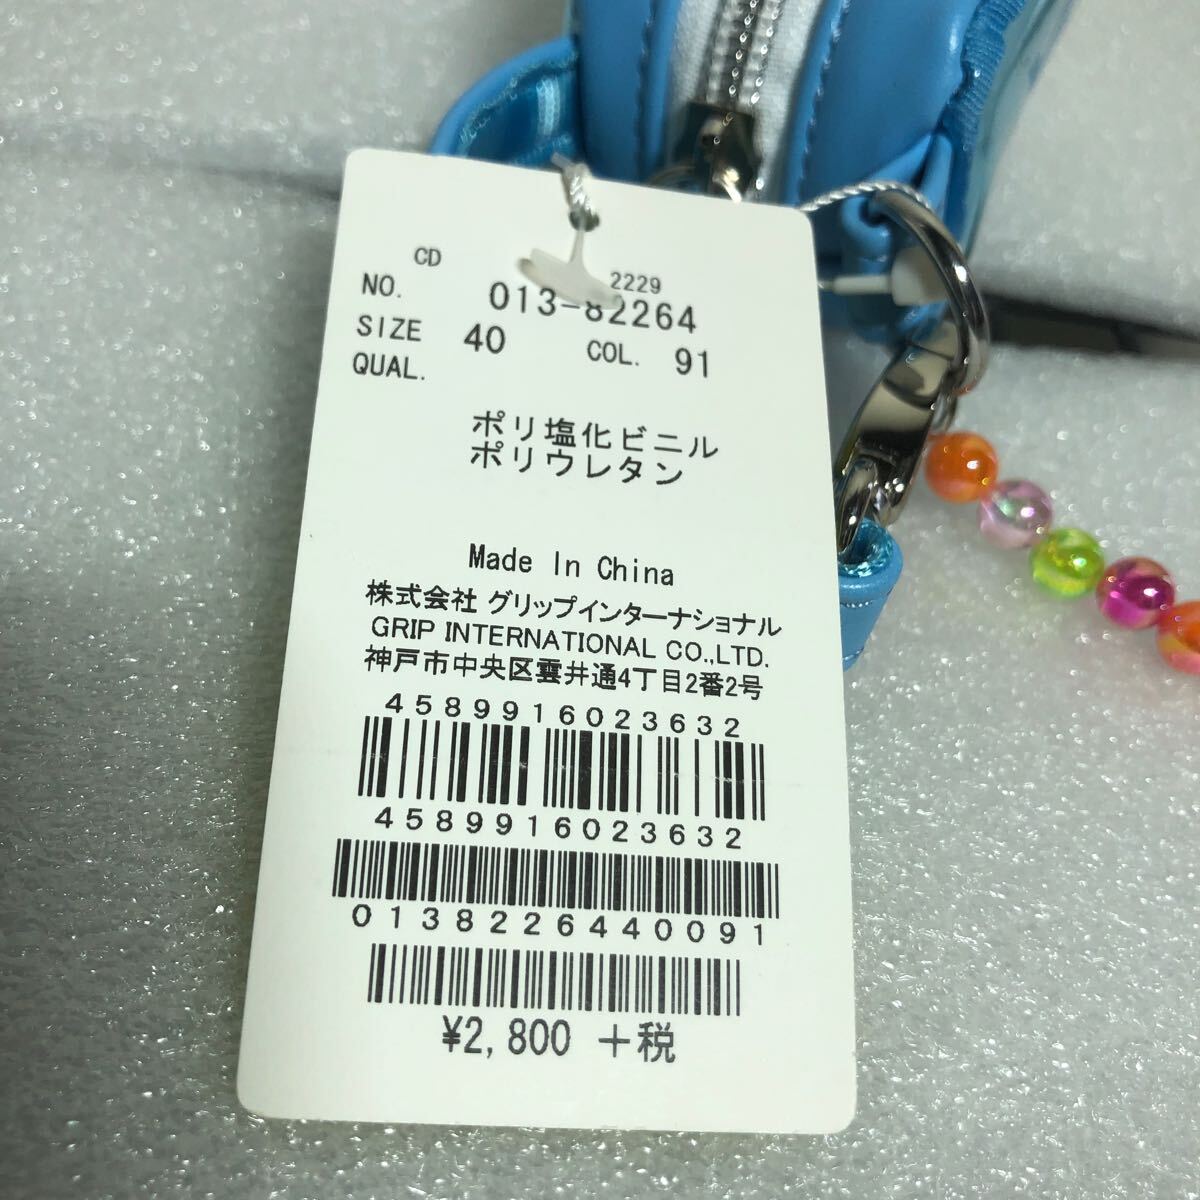 CD 2229
NO. 013-82264
SIZE 40 COL. 91
QUAL.
ポリ塩化ビニル
ポリウレタン
Made In China
株式会社 グリップインターナショナル
GRIP INTERNATIONAL CO.,LTD.
神戸市中央区雲井通4丁目2番2号
4589916023632
4589916023632
0138226440091
¥2,800 +税